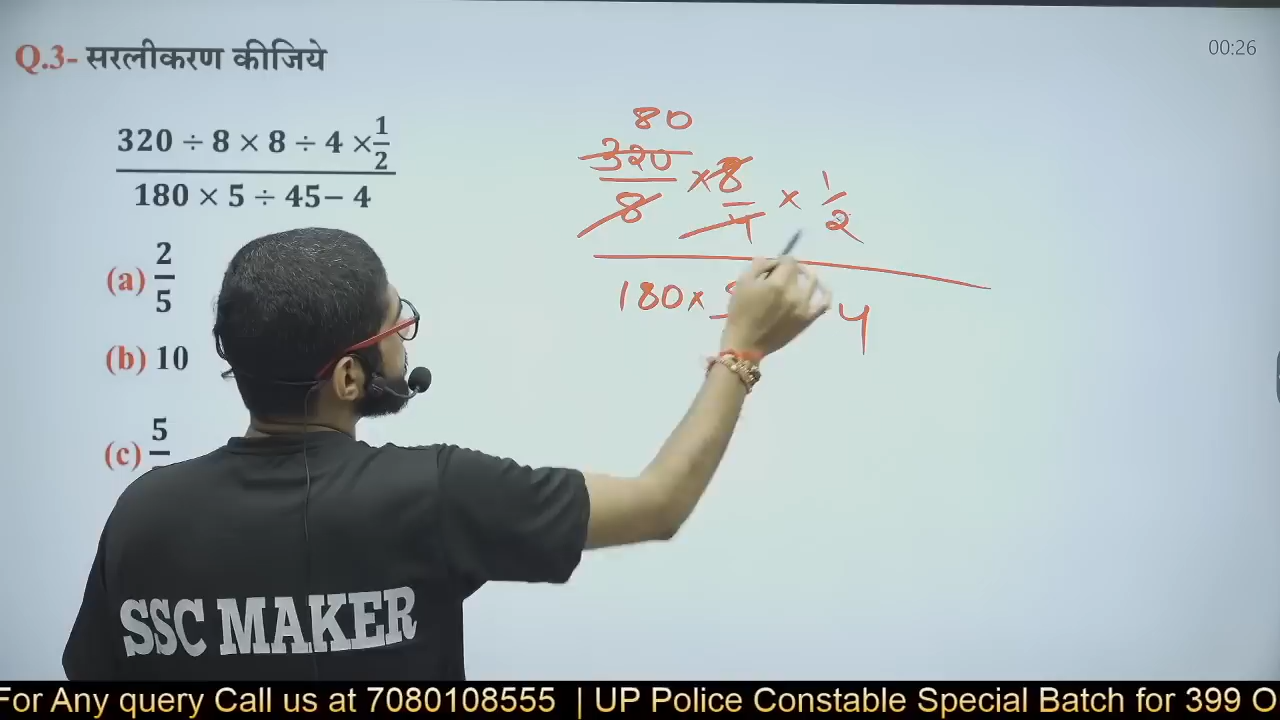 00:26
Q.3- सरलीकरण कीजिये
320 ÷ 8 × 8 ÷ 4 × 1/2
180 × 5 ÷ 45 – 4
(a) 2/5
(b) 10
(c) 5
80
320/8 × 8/4 × 1/2
180 × 4
SSC MAKER
For Any query Call us at 7080108555 | UP Police Constable Special Batch for 399 O